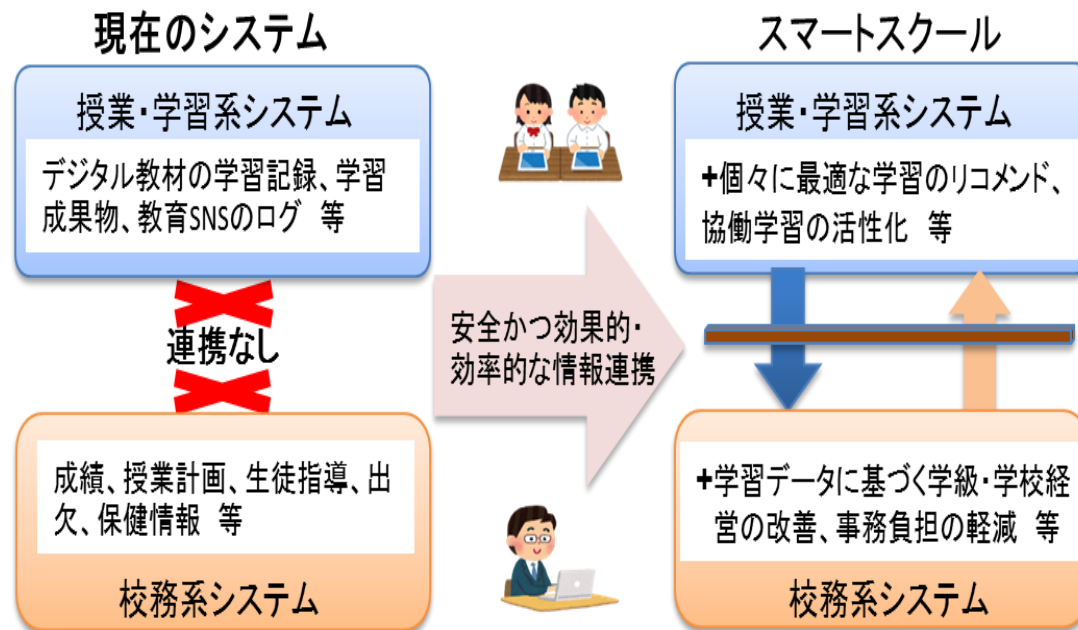 現在のシステム
授業・学習系システム
デジタル教材の学習記録、学習
成果物、教育SNSのログ　等
連携なし
成績、授業計画、生徒指導、出
欠、保健情報　等
校務系システム
安全かつ効果的・
効率的な情報連携
スマートスクール
授業・学習系システム
+個々に最適な学習のリコメンド、
協働学習の活性化　等
+学習データに基づく学級・学校経
営の改善、事務負担の軽減　等
校務系システム